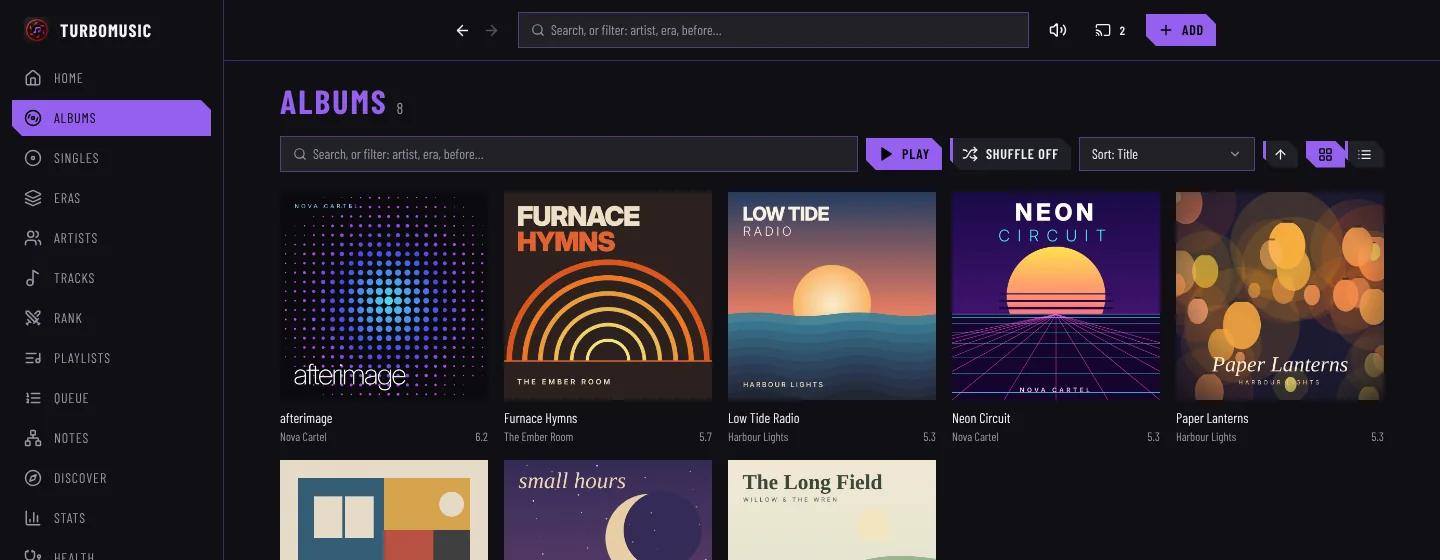 TURBOMUSIC
Search, or filter: artist, era, before...
2
ADD
HOME
ALBUMS
SINGLES
ERAS
ARTISTS
TRACKS
RANK
PLAYLISTS
QUEUE
NOTES
DISCOVER
STATS
HEALTH
ALBUMS 8
Search, or filter: artist, era, before...
PLAY
SHUFFLE OFF
Sort: Title
NOVA CARTEL
afterimage
FURNACE
HYMNS
THE EMBER ROOM
LOW TIDE
RADIO
HARBOUR LIGHTS
NEON
CIRCUIT
NOVA CARTEL
Paper Lanterns
HARBOUR LIGHTS
afterimage
Nova Cartel 6.2
Furnace Hymns
The Ember Room 5.7
Low Tide Radio
Harbour Lights 5.3
Neon Circuit
Nova Cartel 5.3
Paper Lanterns
Harbour Lights 5.3
small hours
The Long Field
WILLOW & THE WREN